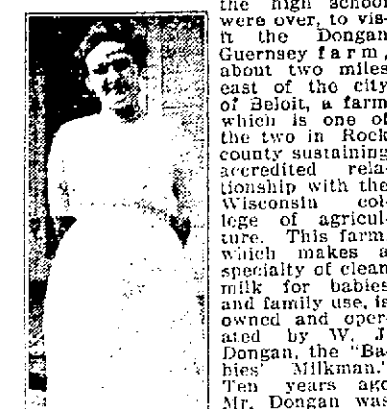 the high school
were over, to vis-
it the Dongan
Guernsey farm,
about two miles
east of the city
of Beloit, a farm
which is one of
the two in Rock
county sustaining
accredited rela-
tionship with the
Wisconsin col-
lege of agricul-
ture. This farm
which makes a
specialty of clean
milk for babies
and family use, is
owned and oper-
ated by W. J.
Dongan, the "Ba-
bies' Milkman."
Ten years ago
Mr. Dongan was